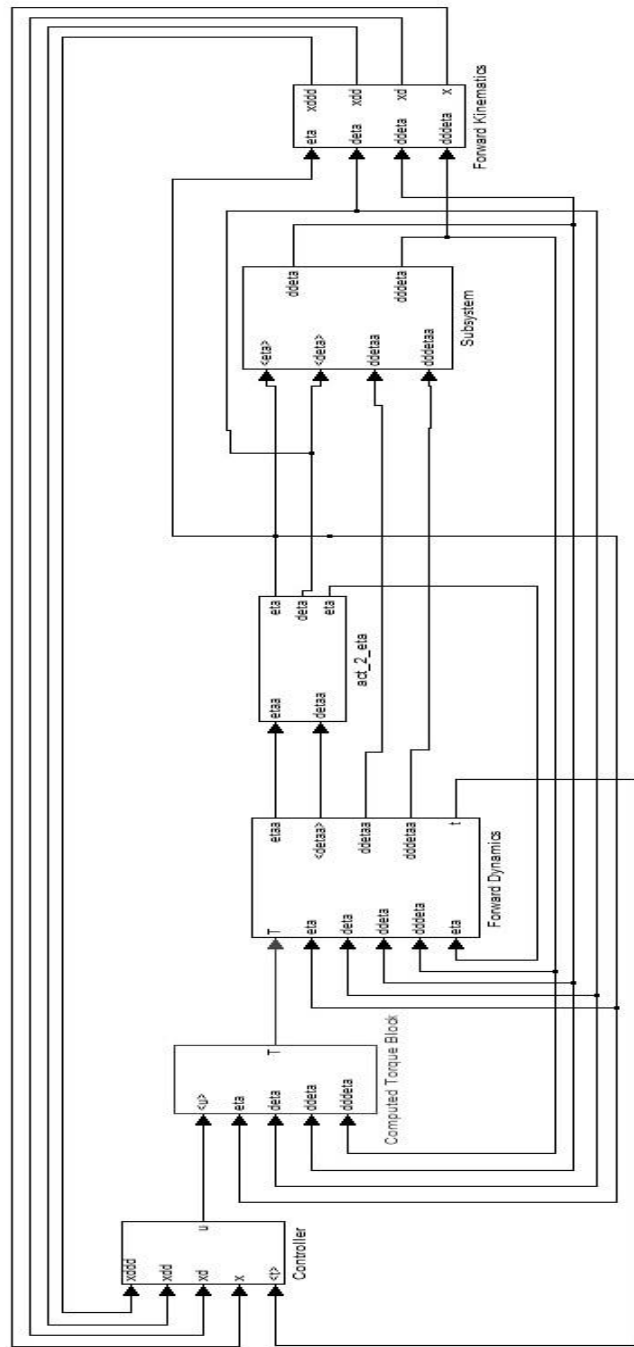 xddd
xdd
xd
x
<t>
u
Controller
<u>
eta
deta
ddeta
dddeta
T
Computed Torque Block
T
eta
deta
ddeta
dddeta
eta
etaa
<detaa>
ddetaa
dddetaa
t
Forward Dynamics
etaa
detaa
eta
deta
eta
act_2_eta
<eta>
<deta>
ddetaa
dddetaa
ddeta
dddeta
Subsystem
eta
deta
ddeta
dddeta
xddd
xdd
xd
x
Forward Kinematics